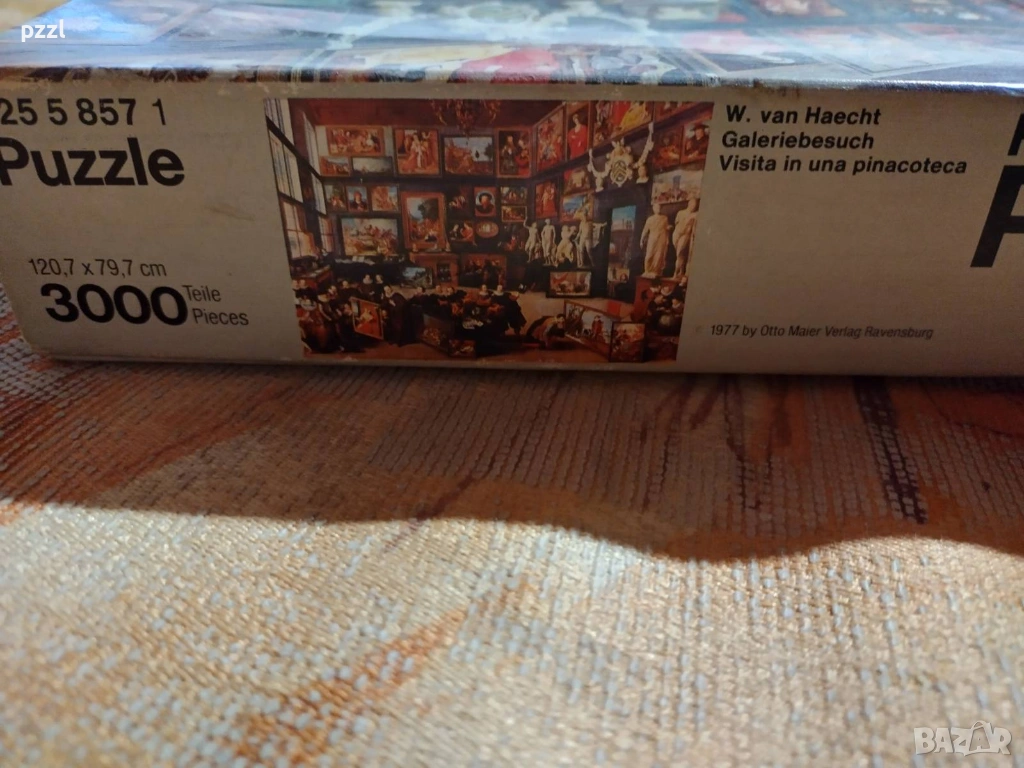 pzzl
25 5 857 1
Puzzle
120,7 x 79,7 cm
3000 Teile
Pieces
W. van Haecht
Galeriebesuch
Visita in una pinacoteca
1977 by Otto Maier Verlag Ravensburg
BAZAR